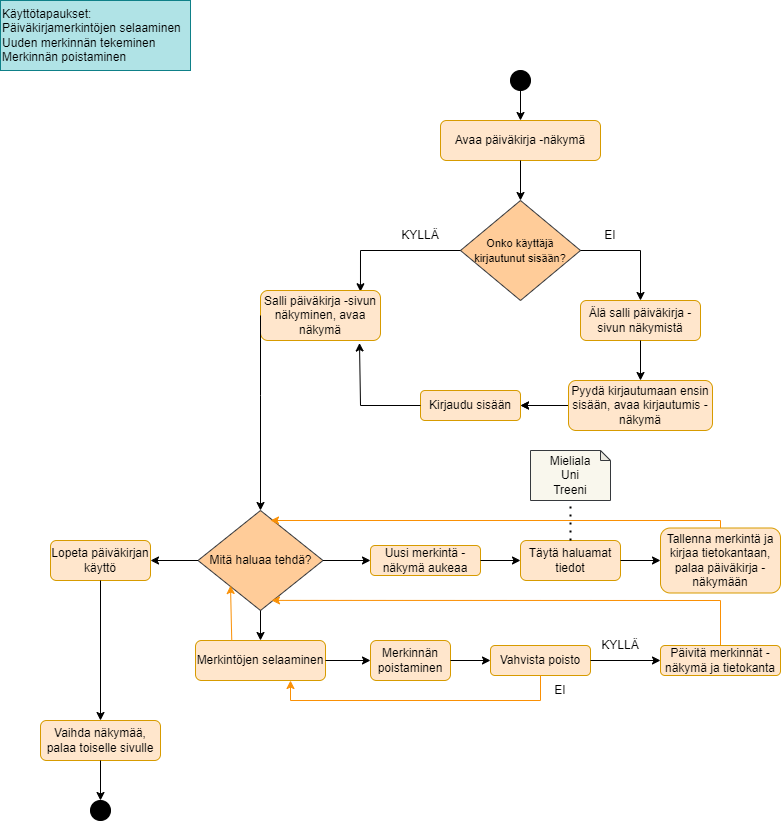 Käyttötapaukset:
Päiväkirjamerkintöjen selaaminen
Uuden merkinnän tekeminen
Merkinnän poistaminen
Avaa päiväkirja -näkymä
Onko käyttäjä
kirjautunut sisään?
KYLLÄ
EI
Salli päiväkirja -sivun
näkyminen, avaa
näkymä
Älä salli päiväkirja -
sivun näkymistä
Pyydä kirjautumaan ensin
sisään, avaa kirjautumis -
näkymä
Kirjaudu sisään
Mieliala
Uni
Treeni
Mitä haluaa tehdä?
Lopeta päiväkirjan
käyttö
Uusi merkintä -
näkymä aukeaa
Täytä haluamat
tiedot
Tallenna merkintä ja
kirjaa tietokantaan,
palaa päiväkirja -
näkymään
Merkintöjen selaaminen
Merkinnän
poistaminen
Vahvista poisto
KYLLÄ
EI
Päivitä merkinnät -
näkymä ja tietokanta
Vaihda näkymää,
palaa toiselle sivulle